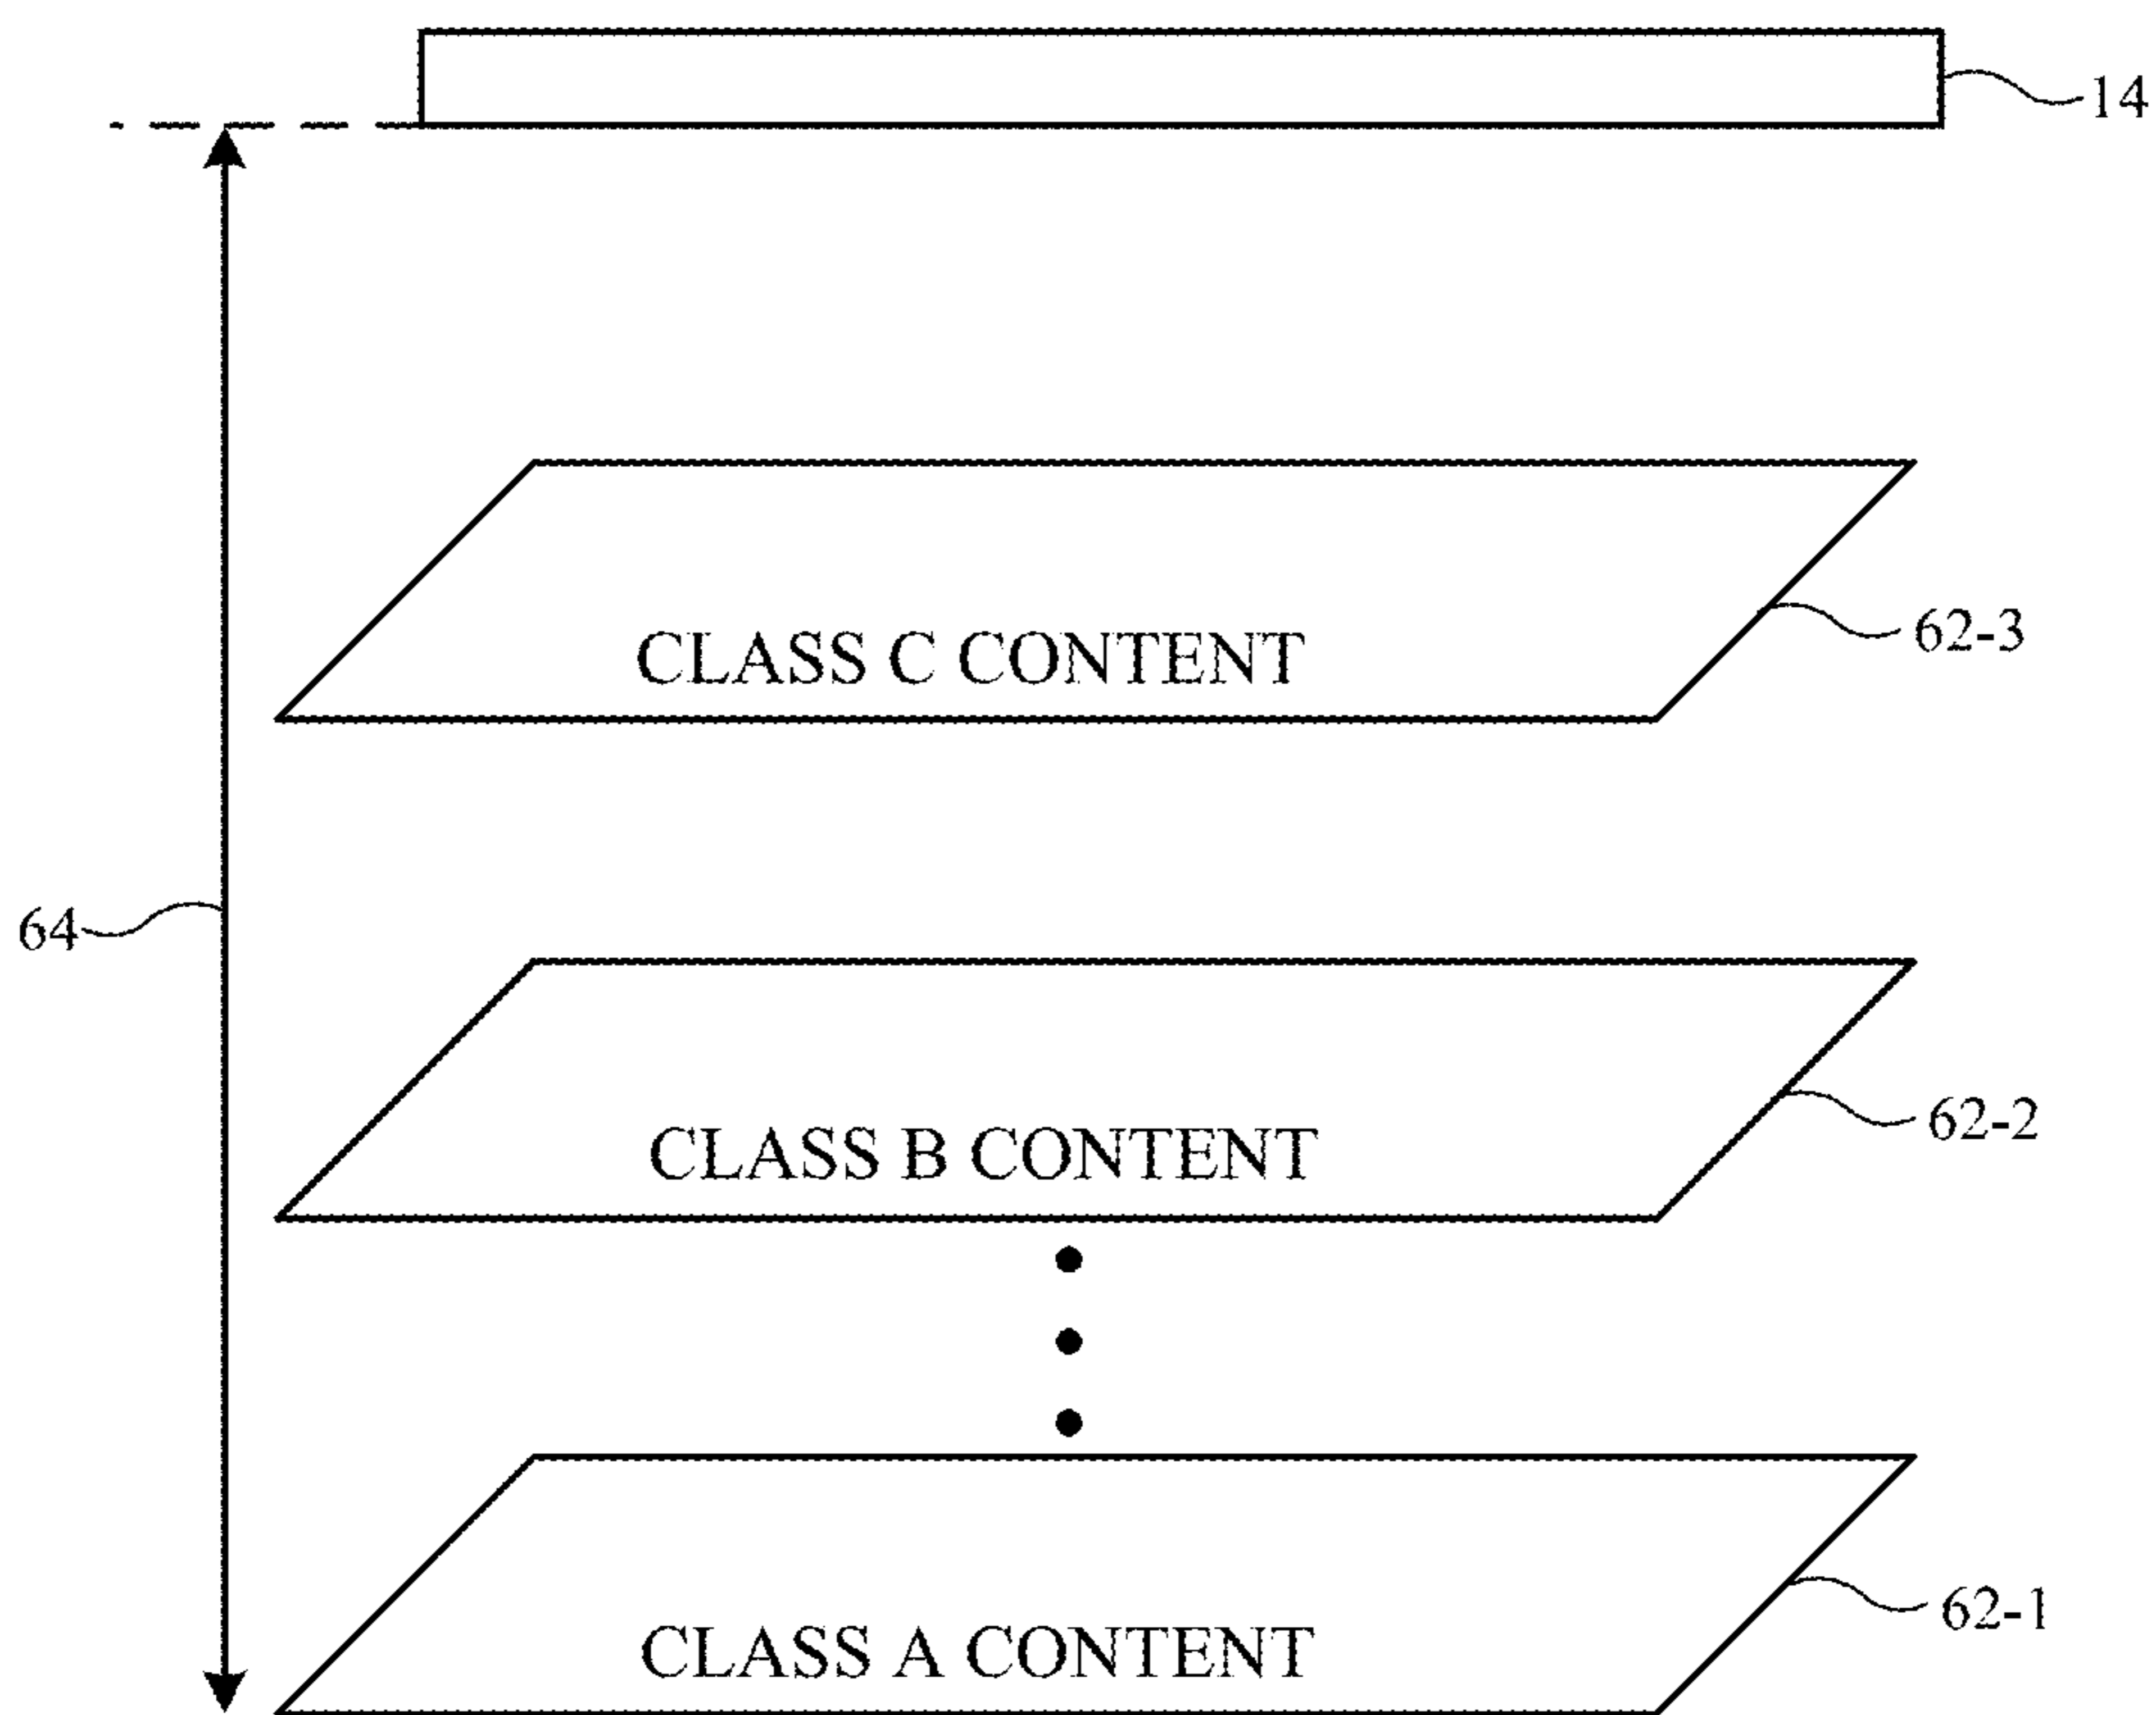 14
CLASS C CONTENT
62-3
64
CLASS B CONTENT
62-2
CLASS A CONTENT
62-1